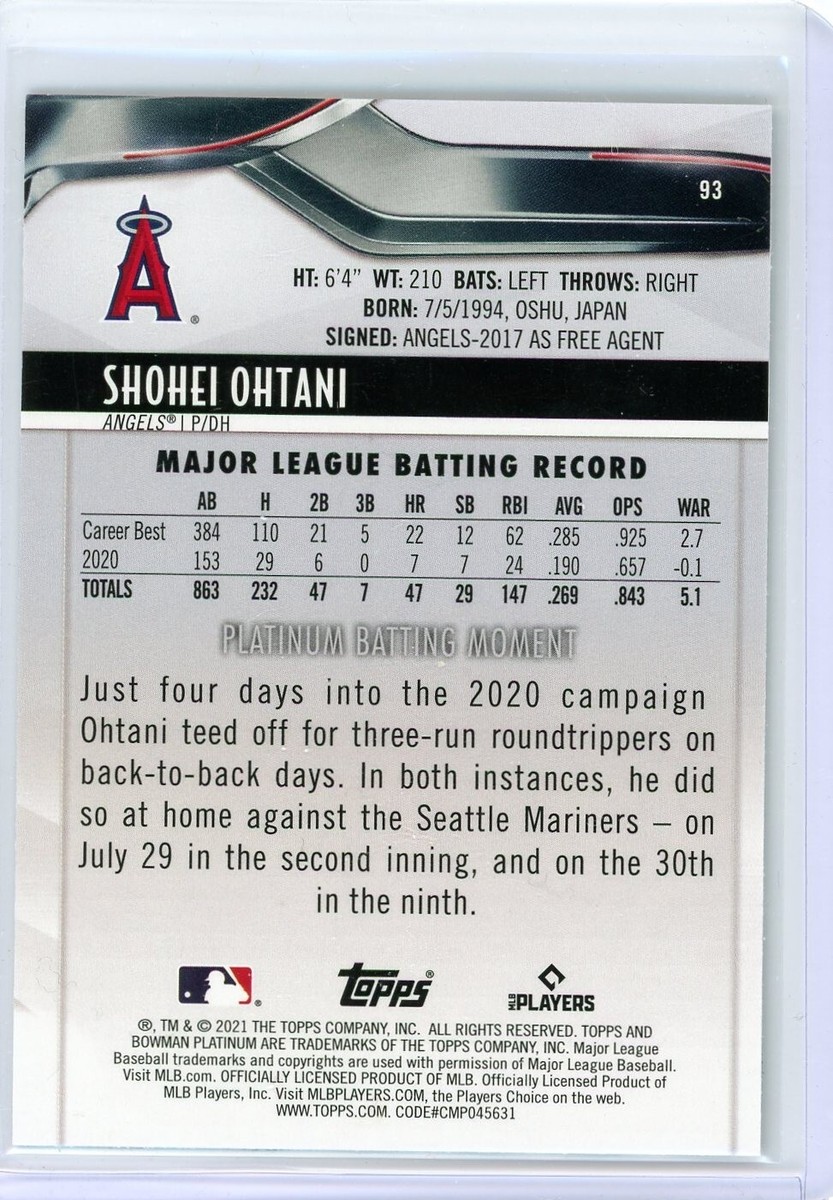 93
A®
HT: 6'4" WT: 210 BATS: LEFT THROWS: RIGHT
BORN: 7/5/1994, OSHU, JAPAN
SIGNED: ANGELS-2017 AS FREE AGENT
SHOHEI OHTANI
ANGELS® | P/DH
MAJOR LEAGUE BATTING RECORD
AB H 2B 3B HR SB RBI AVG OPS WAR
Career Best 384 110 21 5 22 12 62 .285 .925 2.7
2020 153 29 6 0 7 7 24 .190 .657 -0.1
TOTALS 863 232 47 7 47 29 147 .269 .843 5.1
PLATINUM BATTING MOMENT
Just four days into the 2020 campaign
Ohtani teed off for three-run roundtrippers on
back-to-back days. In both instances, he did
so at home against the Seattle Mariners – on
July 29 in the second inning, and on the 30th
in the ninth.
® Topps® MLB PLAYERS
®, TM & © 2021 THE TOPPS COMPANY, INC. ALL RIGHTS RESERVED. TOPPS AND
BOWMAN PLATINUM ARE TRADEMARKS OF THE TOPPS COMPANY, INC. Major League
Baseball trademarks and copyrights are used with permission of Major League Baseball.
Visit MLB.com. OFFICIALLY LICENSED PRODUCT OF MLB. Officially Licensed Product of
MLB Players, Inc. Visit MLBPLAYERS.COM, the Players Choice on the web.
WWW.TOPPS.COM. CODE#CMP045631